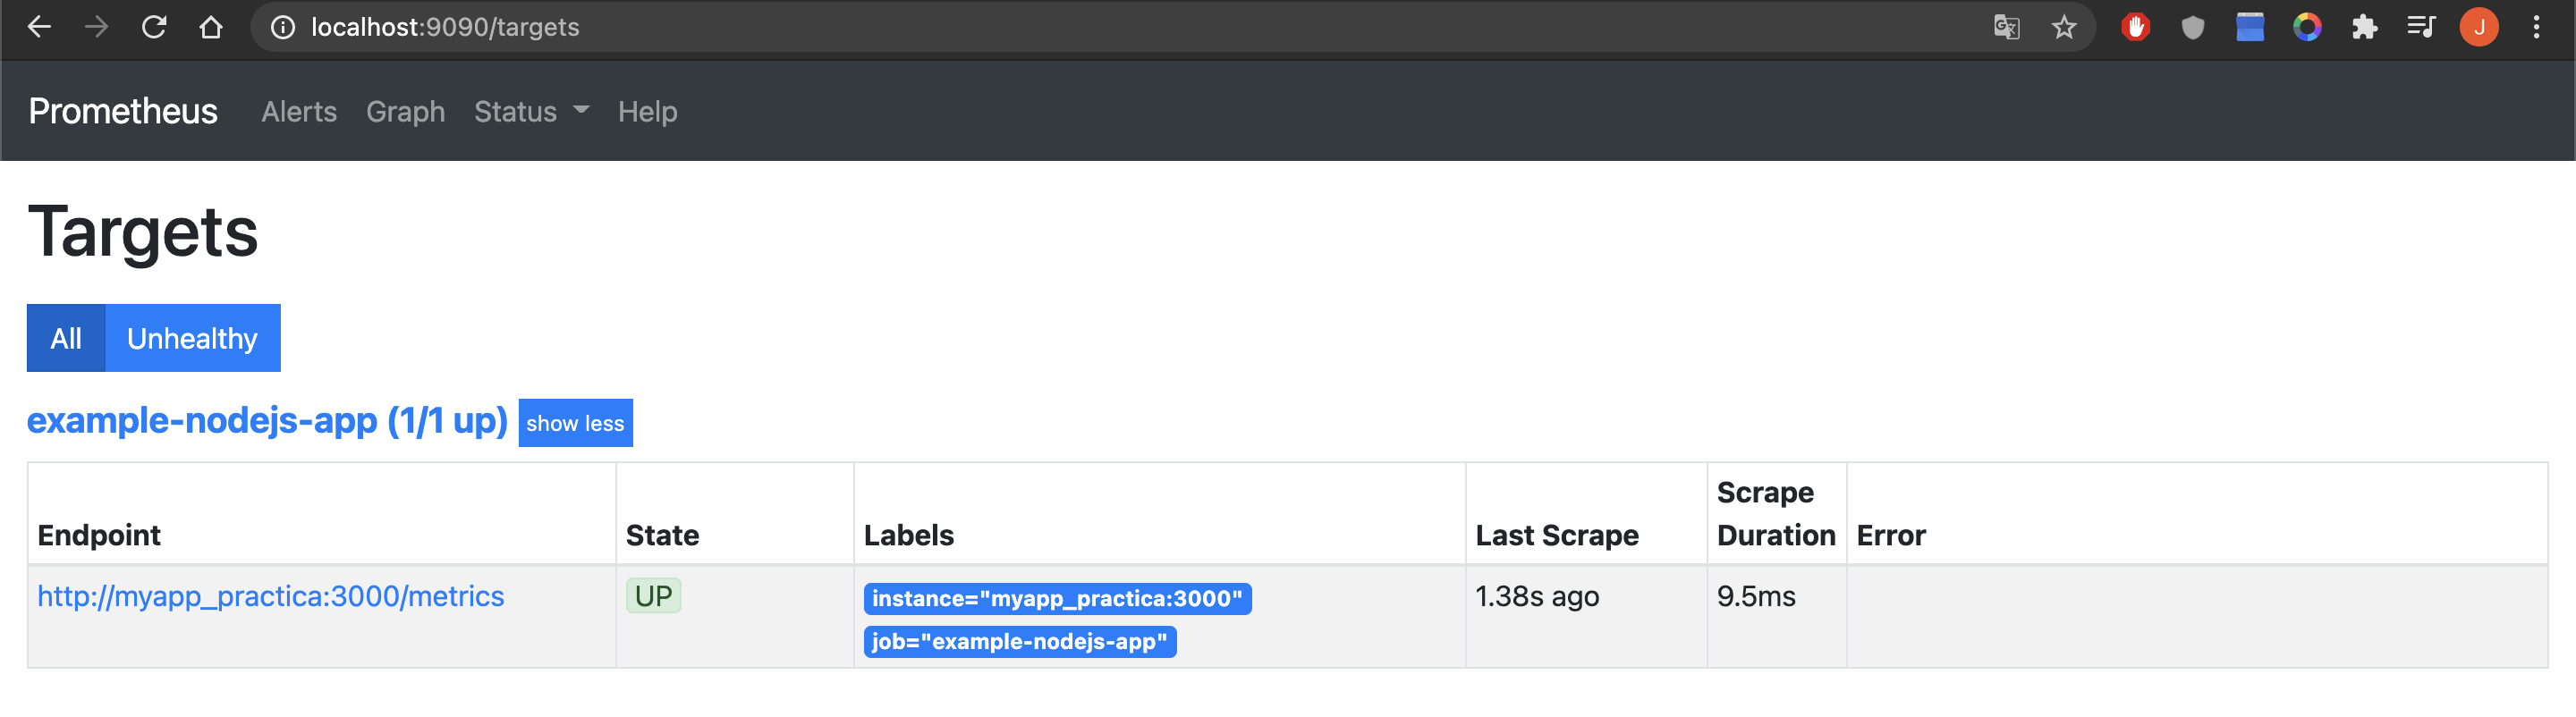 localhost:9090/targets
J
Prometheus Alerts Graph Status Help
Targets
All Unhealthy
example-nodejs-app (1/1 up) show less
Endpoint State Labels Last Scrape Scrape Duration Error
http://myapp_practica:3000/metrics UP instance="myapp_practica:3000" 1.38s ago 9.5ms
job="example-nodejs-app"